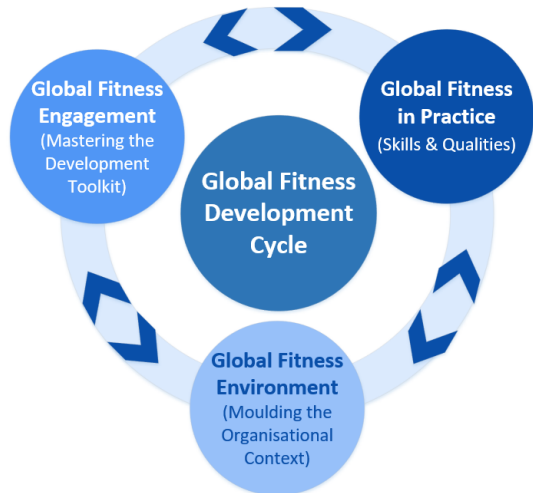 Global Fitness
Engagement
(Mastering the
Development
Toolkit)
Global Fitness
in Practice
(Skills & Qualities)
Global Fitness
Development
Cycle
Global Fitness
Environment
(Moulding the
Organisational
Context)